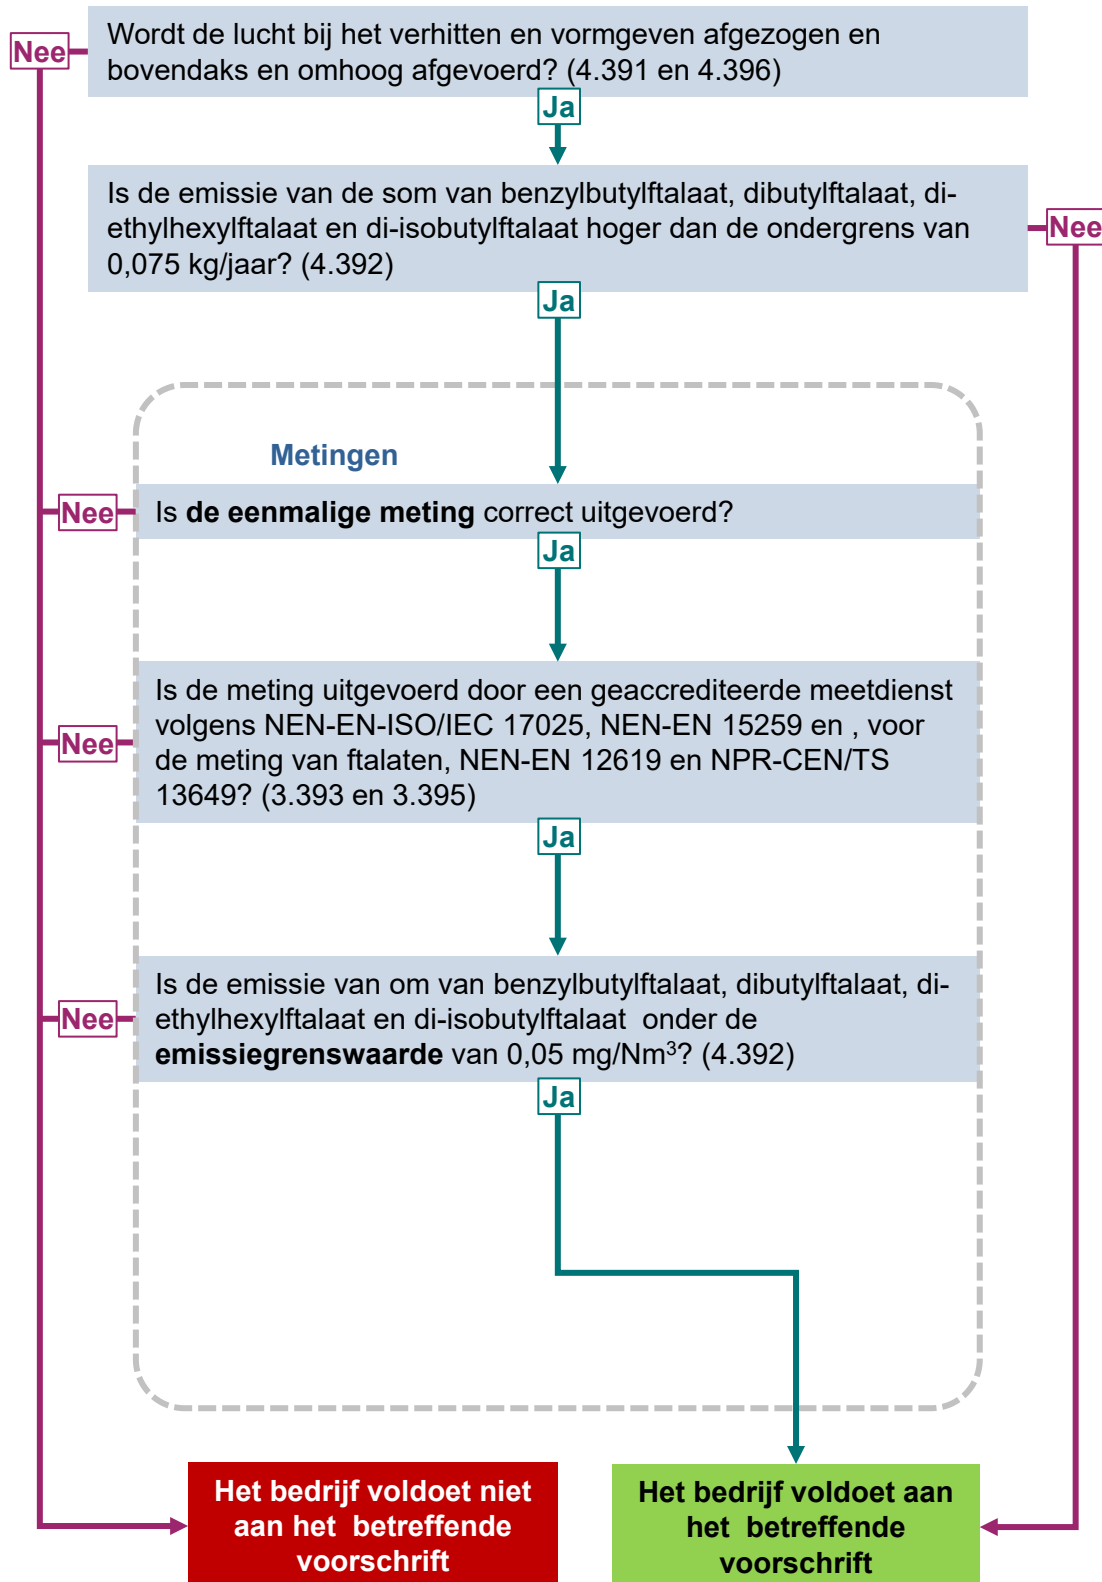 Wordt de lucht bij het verhitten en vormgeven afgezogen en
bovendaks en omhoog afgevoerd? (4.391 en 4.396)
Nee
Ja
Is de emissie van de som van benzylbutylftalaat, dibutylftalaat, di-
ethylhexylftalaat en di-isobutylftalaat hoger dan de ondergrens van
0,075 kg/jaar? (4.392)
Nee
Ja
Metingen
Is de eenmalige meting correct uitgevoerd?
Nee
Ja
Is de meting uitgevoerd door een geaccrediteerde meetdienst
volgens NEN-EN-ISO/IEC 17025, NEN-EN 15259 en , voor
de meting van ftalaten, NEN-EN 12619 en NPR-CEN/TS
13649? (3.393 en 3.395)
Nee
Ja
Is de emissie van om van benzylbutylftalaat, dibutylftalaat, di-
ethylhexylftalaat en di-isobutylftalaat  onder de
emissiegrenswaarde van 0,05 mg/Nm³? (4.392)
Nee
Ja
Het bedrijf voldoet niet
aan het  betreffende
voorschrift
Het bedrijf voldoet aan
het  betreffende
voorschrift